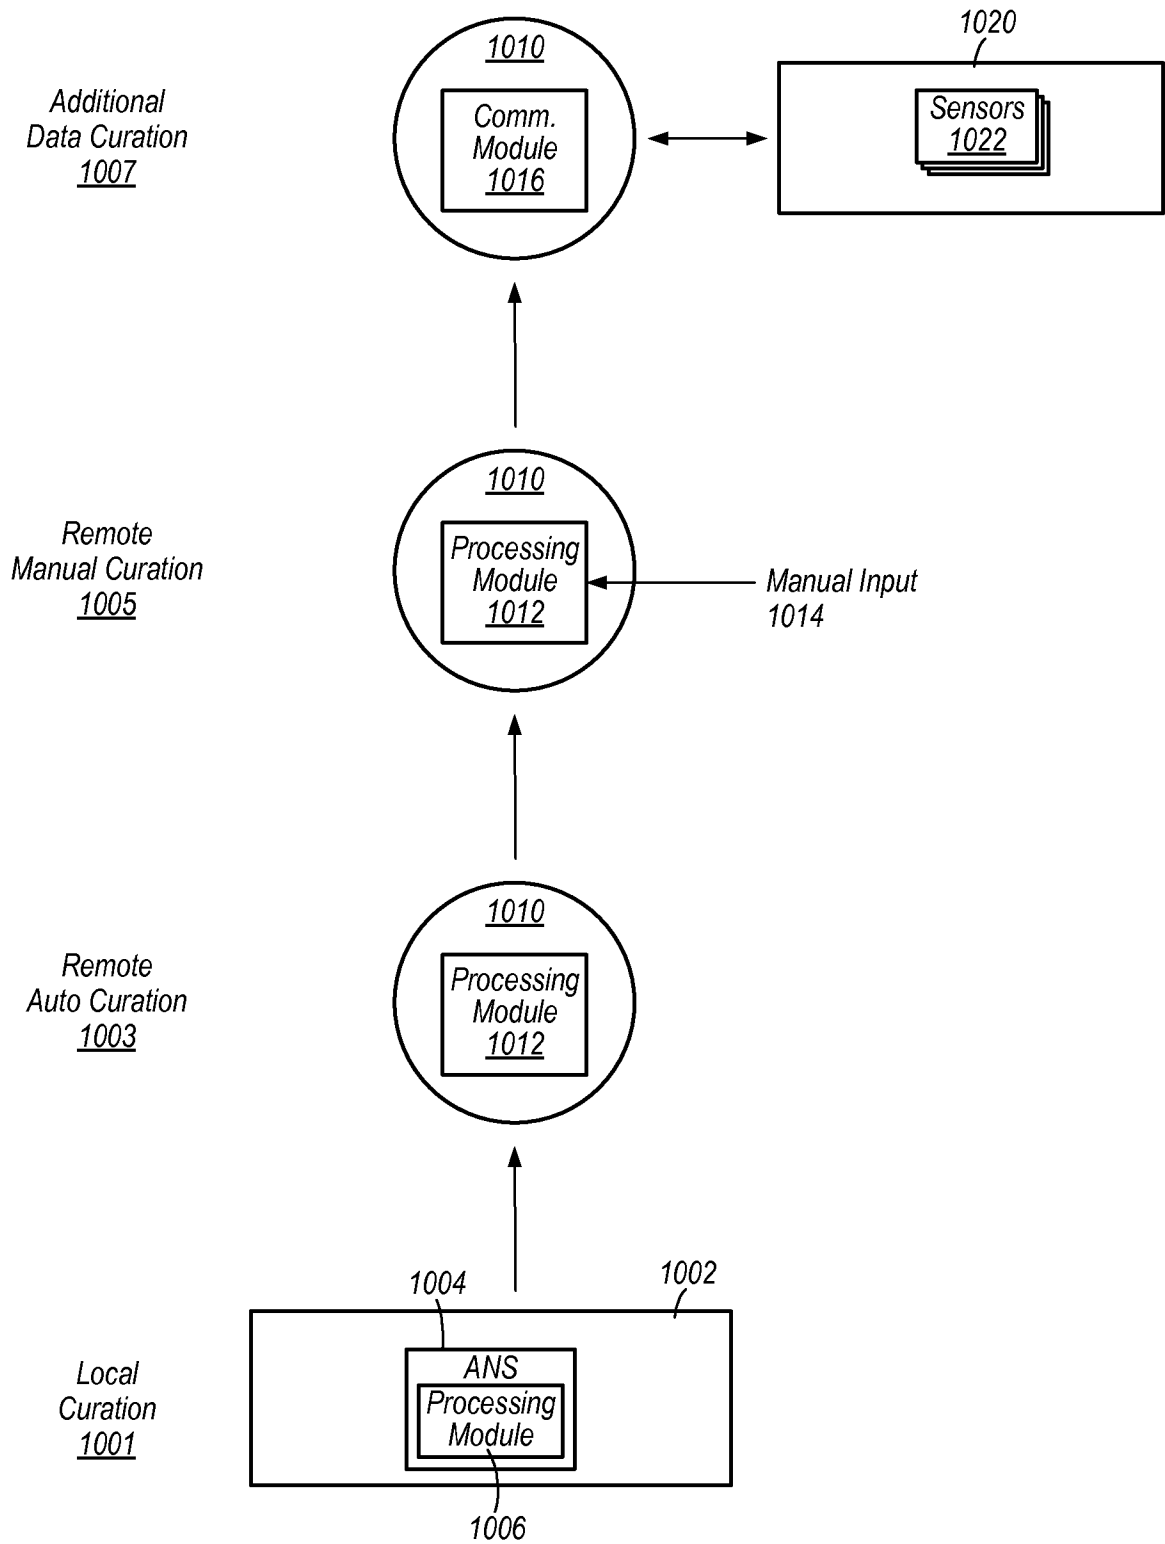 1020
1010
Additional
Data Curation
1007
Comm.
Module
1016
Sensors
1022
1010
Remote
Manual Curation
1005
Processing
Module
1012
Manual Input
1014
1010
Remote
Auto Curation
1003
Processing
Module
1012
1004
1002
Local
Curation
1001
ANS
Processing
Module
1006